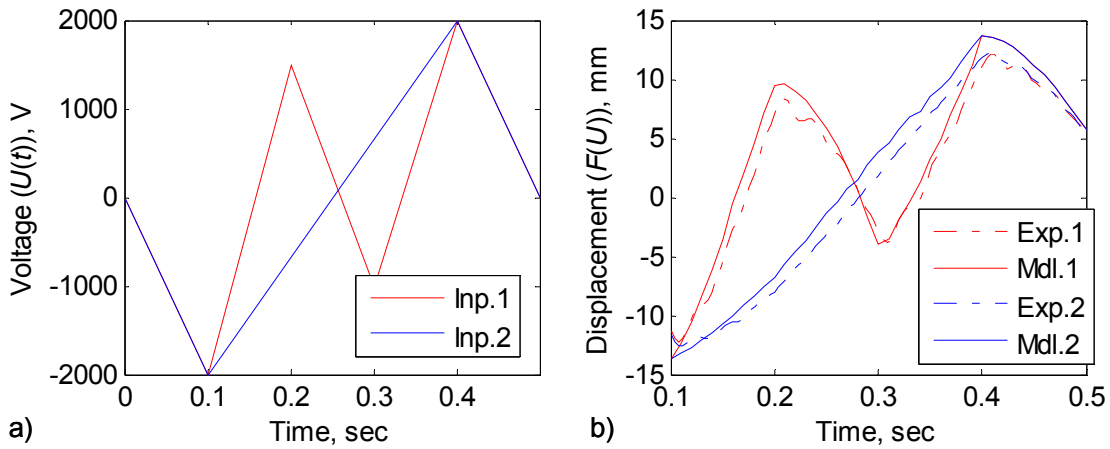 Voltage (U(t)), V
2000
1000
0
-1000
-2000
0
0.1
0.2
0.3
0.4
Time, sec
Inp.1
Inp.2
a)
Displacement (F(U)), mm
15
10
5
0
-5
-10
-15
0.1
0.2
0.3
0.4
0.5
Time, sec
Exp.1
Mdl.1
Exp.2
Mdl.2
b)